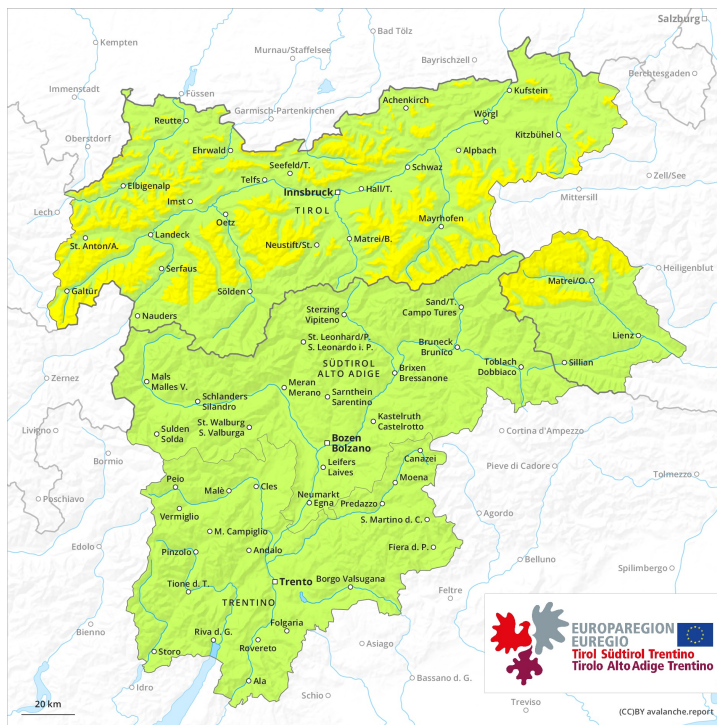 Salzburg
Kempten
Bad Tölz
Murnau/Staffelsee
Bayrischzell
Berchtesgaden
Immenstadt
Füssen
Garmisch-Partenkirchen
Achenkirch
Kufstein
Reutte
Wörgl
Oberstdorf
Ehrwald
Kitzbühel
Seefeld/T.
Alpbach
Telfs
Schwaz
Zell/See
Elbigenalp
Innsbruck
Hall/T.
Mittersill
Lech
Imst
TIROL
Oetz
Mayrhofen
St. Anton/A.
Landeck
Neustift/St.
Matrei/B.
Serfaus
Heiligenblut
Galtür
Sölden
Matrei/O.
Nauders
Sterzing
Vipiteno
Sand/T.
Campo Tures
Lienz
St. Leonhard/P.
S. Leonardo i. P.
Bruneck
Brunico
Toblach
Dobbiaco
Sillian
SÜDTIROL
ALTO ADIGE
Brixen
Bressanone
Zernez
Mals
Malles V.
Meran
Merano
Schlanders
Silandro
Sarnthein
Sarentino
Kastelruth
Castelrotto
St. Walburg
S. Valburga
Sulden
Solda
Livigno
Cortina d'Ampezzo
Bozen
Bolzano
Bormio
Canazei
Pieve di Cadore
Leifers
Laives
Tolmezzo
Peio
Malè
Cles
Moena
Poschiavo
Neumarkt
Egna
Predazzo
Vermiglio
Agordo
S. Martino d. C.
M. Campiglio
Edolo
Pinzolo
Andalo
Fiera d. P.
Belluno
Spilimbergo
Tione d. T.
Trento
Borgo Valsugana
Feltre
TRENTINO
Folgaria
Bienno
Riva d. G.
Rovereto
Asiago
Storo
Bassano d. G.
Idro
Ala
Schio
Treviso
EUROPAREGION
EUREGIO
Tirol Südtirol Trentino
Tirolo Alto Adige Trentino
20 km
(CC)BY avalanche.report